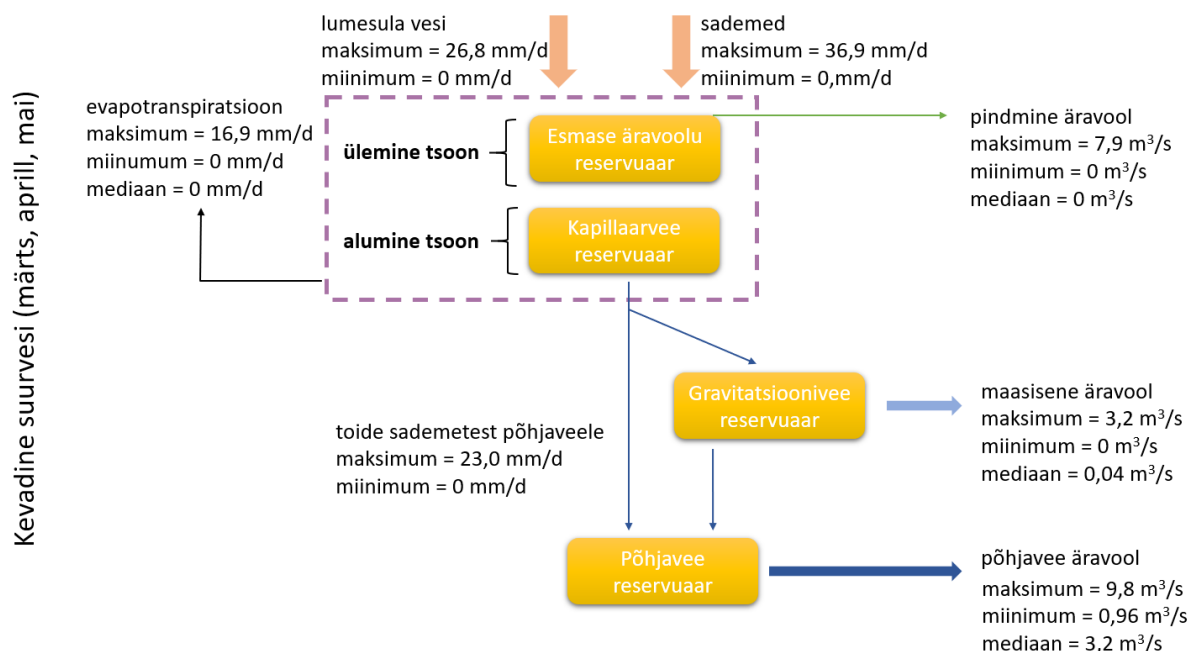 Kevadine suurvesi (märts, aprill, mai)
lumesula vesi
maksimum = 26,8 mm/d
miinimum = 0 mm/d
sademed
maksimum = 36,9 mm/d
miinimum = 0,mm/d
evapotranspiratsioon
maksimum = 16,9 mm/d
miinumum = 0 mm/d
mediaan = 0 mm/d
ülemine tsoon
Esmase äravoolu
reservuaar
alumine tsoon
Kapillaarvee
reservuaar
pindmine äravool
maksimum = 7,9 m³/s
miinimum = 0 m³/s
mediaan = 0 m³/s
Gravitatsioonivee
reservuaar
maasisene äravool
maksimum = 3,2 m³/s
miinimum = 0 m³/s
mediaan = 0,04 m³/s
toide sademetest põhjaveele
maksimum = 23,0 mm/d
miinimum = 0 mm/d
Põhjavee
reservuaar
põhjavee äravool
maksimum = 9,8 m³/s
miinimum = 0,96 m³/s
mediaan = 3,2 m³/s